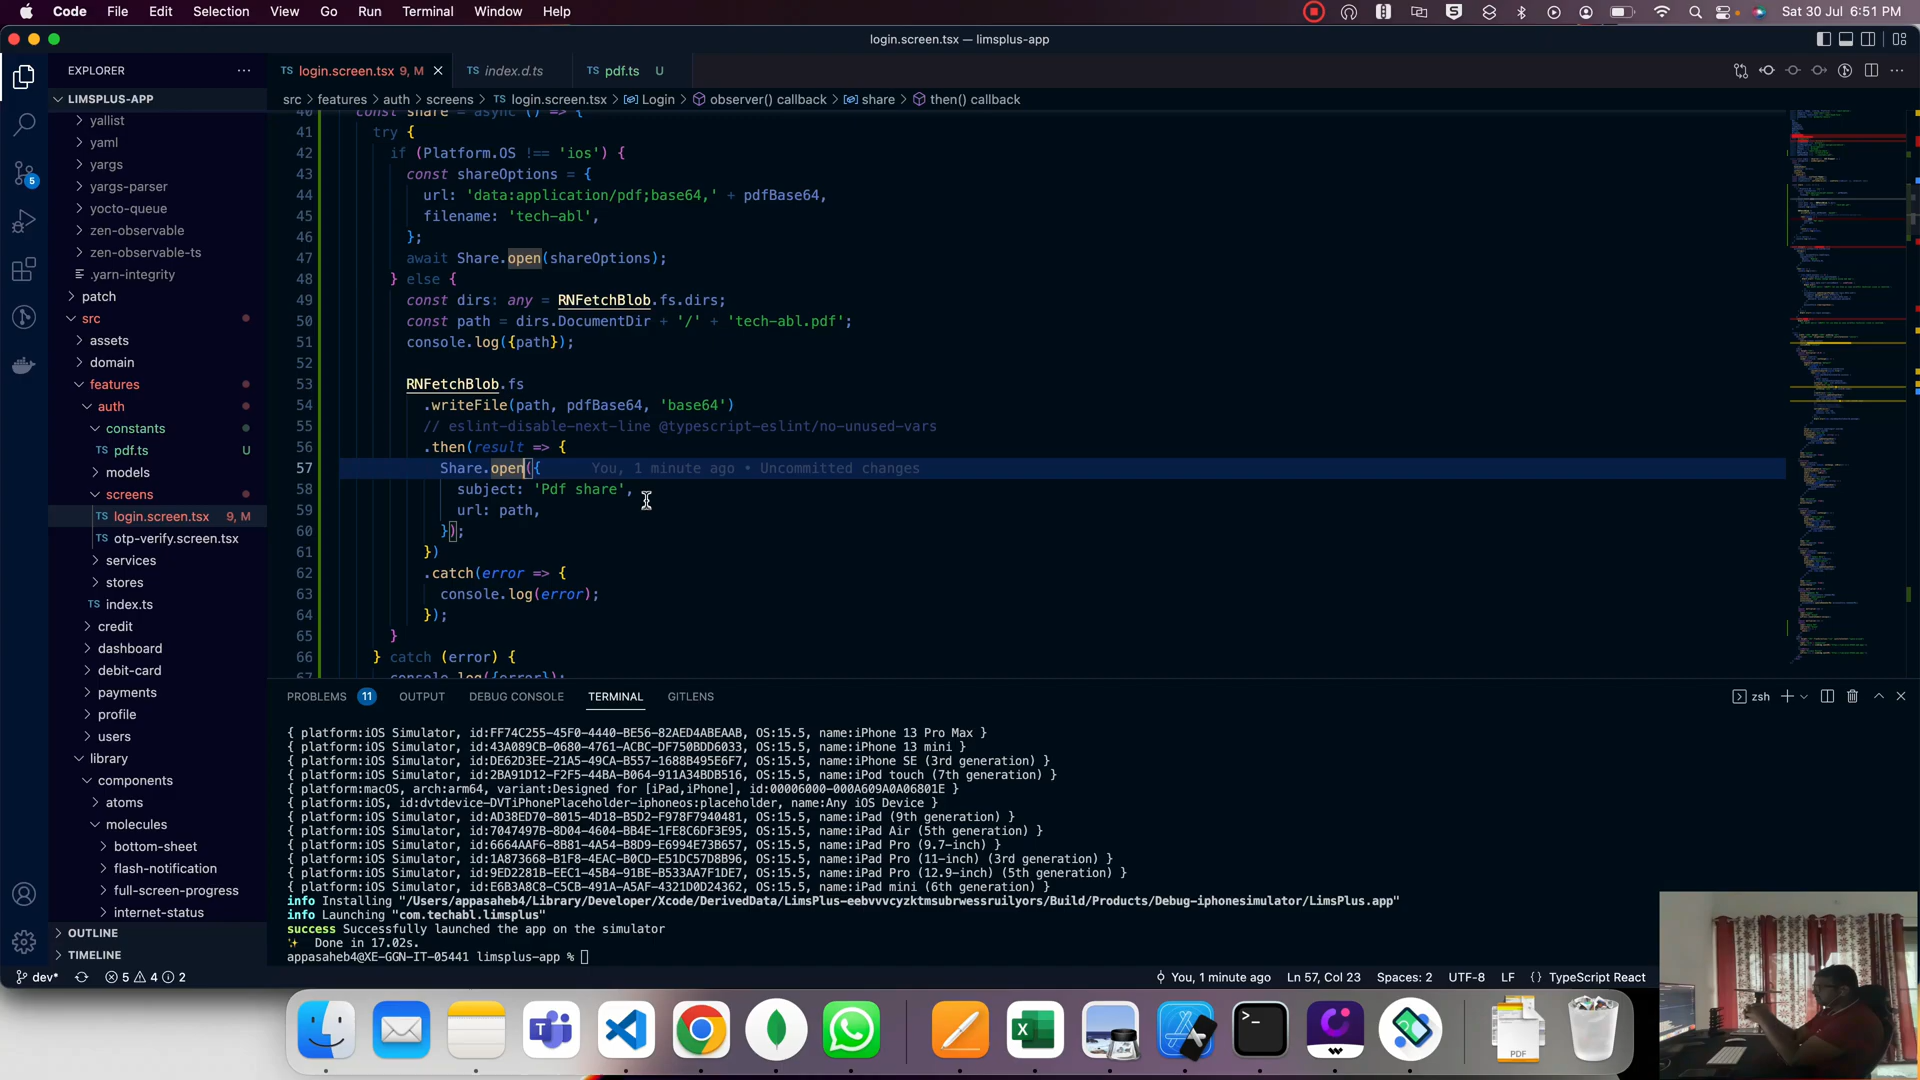 Code File Edit Selection View Go Run Terminal Window Help
Sat 30 Jul 6:51 PM
login.screen.tsx — limsplus-app
EXPLORER
TS login.screen.tsx 9, M
TS index.d.ts
TS pdf.ts U
LIMSPLUS-APP
src > features > auth > screens > TS login.screen.tsx > Login > observer() callback > share > then() callback
yallist
yaml
yargs
yargs-parser
yocto-queue
zen-observable
zen-observable-ts
.yarn-integrity
patch
src
assets
domain
features
auth
constants
TS pdf.ts U
models
screens
TS login.screen.tsx 9, M
TS otp-verify.screen.tsx
services
stores
TS index.ts
credit
dashboard
debit-card
payments
profile
users
library
components
atoms
molecules
bottom-sheet
flash-notification
full-screen-progress
internet-status
OUTLINE
TIMELINE
5
40 const share = async () => {
41 try {
42 if (Platform.OS !== 'ios') {
43 const shareOptions = {
44 url: 'data:application/pdf;base64,' + pdfBase64,
45 filename: 'tech-abl',
46 };
47 await Share.open(shareOptions);
48 } else {
49 const dirs: any = RNFetchBlob.fs.dirs;
50 const path = dirs.DocumentDir + '/' + 'tech-abl.pdf';
51 console.log({path});
52
53 RNFetchBlob.fs
54 .writeFile(path, pdfBase64, 'base64')
55 // eslint-disable-next-line @typescript-eslint/no-unused-vars
56 .then(result => {
57 Share.open({ You, 1 minute ago • Uncommitted changes
58 subject: 'Pdf share',
59 url: path,
60 });
61 })
62 .catch(error => {
63 console.log(error);
64 });
65 }
66 } catch (error) {
67 console.log({error});
PROBLEMS 11 OUTPUT DEBUG CONSOLE TERMINAL GITLENS
zsh
{ platform:iOS Simulator, id:FF74C255-45F0-4440-BE56-82AED4ABEAAB, OS:15.5, name:iPhone 13 Pro Max }
{ platform:iOS Simulator, id:43A089CB-0680-4761-ACBC-DF750BDD6033, OS:15.5, name:iPhone 13 mini }
{ platform:iOS Simulator, id:DE62D3EE-21A5-49CA-B557-1688B495E6F7, OS:15.5, name:iPhone SE (3rd generation) }
{ platform:iOS Simulator, id:2BA91D12-F2F5-44BA-B064-911A34BDB516, OS:15.5, name:iPod touch (7th generation) }
{ platform:macOS, arch:arm64, variant:Designed for [iPad,iPhone], id:00006000-000A609A0A06801E }
{ platform:iOS, id:dvtdevice-DVTiPhonePlaceholder-iphoneos:placeholder, name:Any iOS Device }
{ platform:iOS Simulator, id:AD38ED70-8015-4D18-B5D2-F978F7940481, OS:15.5, name:iPad (9th generation) }
{ platform:iOS Simulator, id:7047497B-8D04-4604-BB4E-1FE8C6DF3E95, OS:15.5, name:iPad Air (5th generation) }
{ platform:iOS Simulator, id:6664AAF6-8B81-4A54-B8D9-E6994E73B657, OS:15.5, name:iPad Pro (9.7-inch) }
{ platform:iOS Simulator, id:1A873668-B1F8-4EAC-B0CD-E51DC57D8B96, OS:15.5, name:iPad Pro (11-inch) (3rd generation) }
{ platform:iOS Simulator, id:9ED2281B-EEC1-45B4-91BE-B533AA7F1DE7, OS:15.5, name:iPad Pro (12.9-inch) (5th generation) }
{ platform:iOS Simulator, id:E6B3A8C8-C5CB-491A-A5AF-4321D0D24362, OS:15.5, name:iPad mini (6th generation) }
info Installing "/Users/appasaheb4/Library/Developer/Xcode/DerivedData/LimsPlus-eebvvvcyzktmsubrwessruilyors/Build/Products/Debug-iphonesimulator/LimsPlus.app"
info Launching "com.techabl.limsplus"
success Successfully launched the app on the simulator
✨ Done in 17.02s.
appasaheb4@XE-GGN-IT-05441 limsplus-app %
dev* 5 4 2
You, 1 minute ago Ln 57, Col 23 Spaces: 2 UTF-8 LF {} TypeScript React
PDF